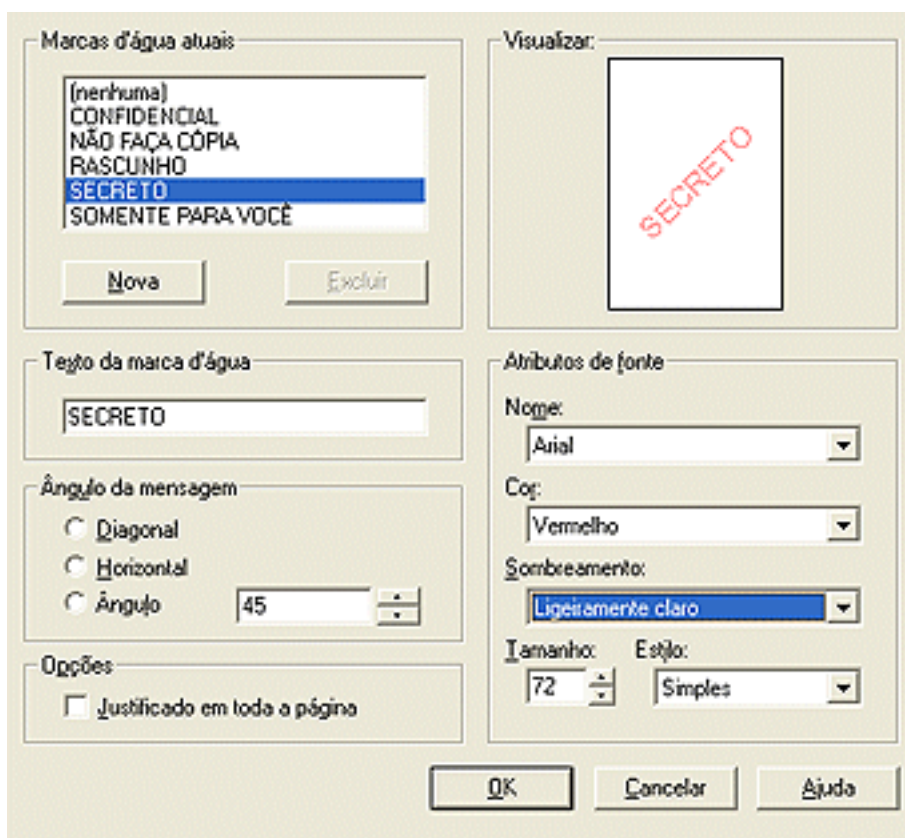 Marcas d'água atuais
(nenhuma)
CONFIDENCIAL
NÃO FAÇA CÓPIA
RASCUNHO
SECRETO
SOMENTE PARA VOCÊ
Nova
Excluir
Visualizar:
SECRETO
Texto da marca d'água
SECRETO
Ângulo da mensagem
Diagonal
Horizontal
Ângulo 45
Opções
Justificado em toda a página
Atributos de fonte
Nome:
Arial
Cor:
Vermelho
Sombreamento:
Ligeiramente claro
Tamanho: Estilo:
72 Simples
OK Cancelar Ajuda